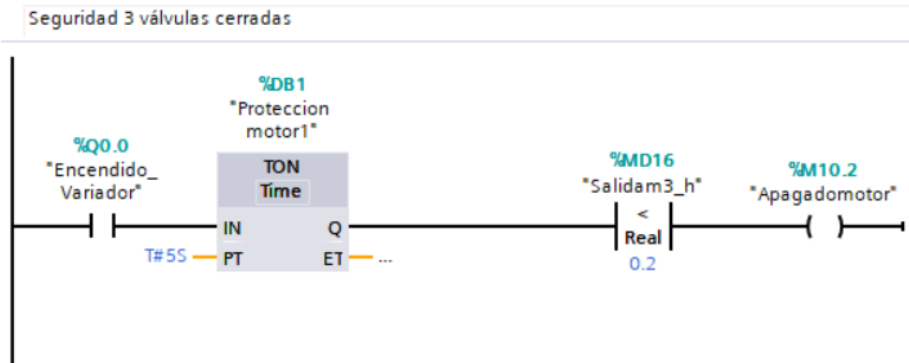 Seguridad 3 válvulas cerradas
%DB1
"Proteccion
motor1"
%Q0.0
"Encendido_
Variador"
TON
Time
IN
Q
T#5S
PT
ET
...
%MD16
"Salidam3_h"
<
Real
0.2
%M10.2
"Apagadomotor"